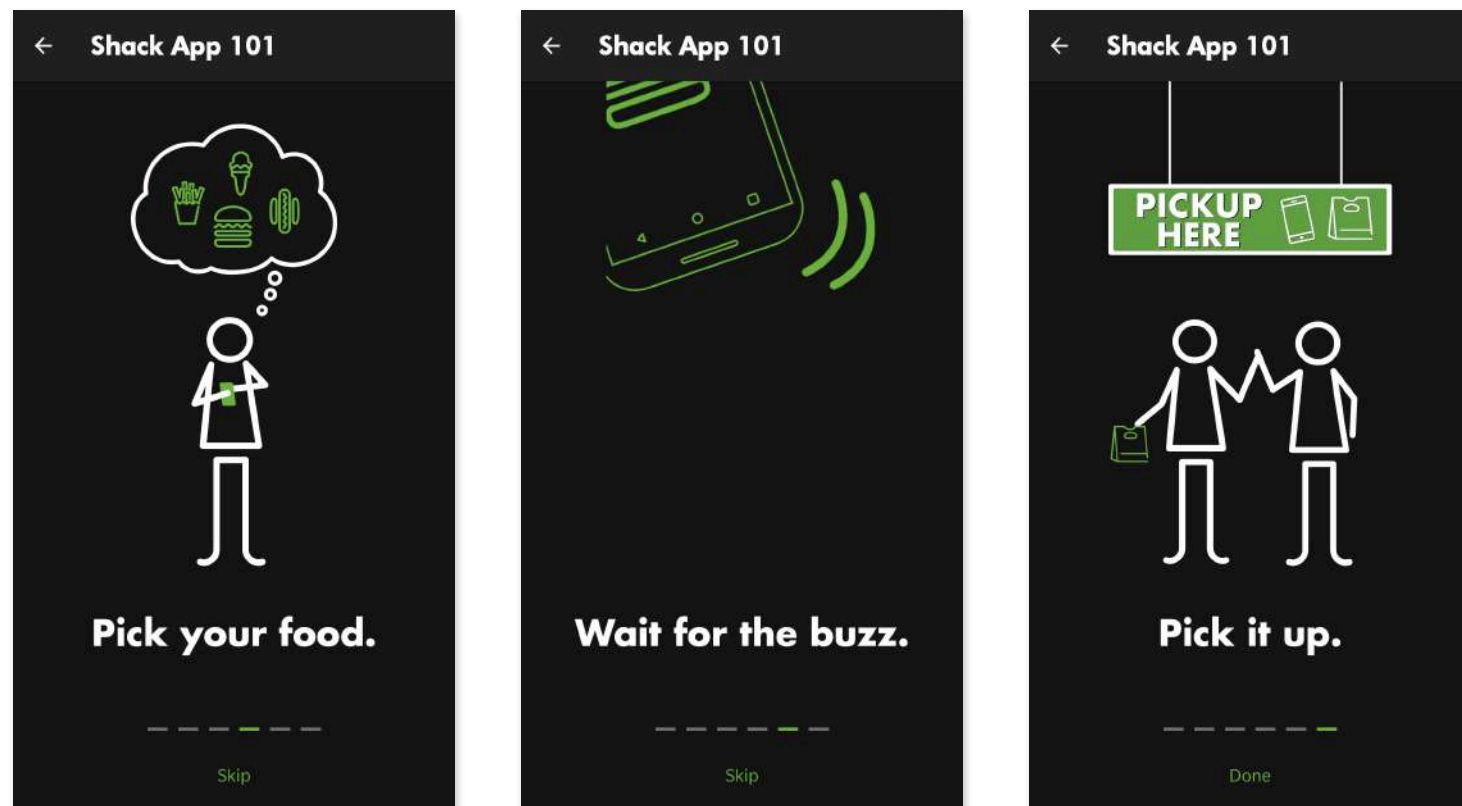 Shack App 101
Pick your food.
Skip
Shack App 101
Wait for the buzz.
Skip
Shack App 101
PICKUP
HERE
Pick it up.
Done